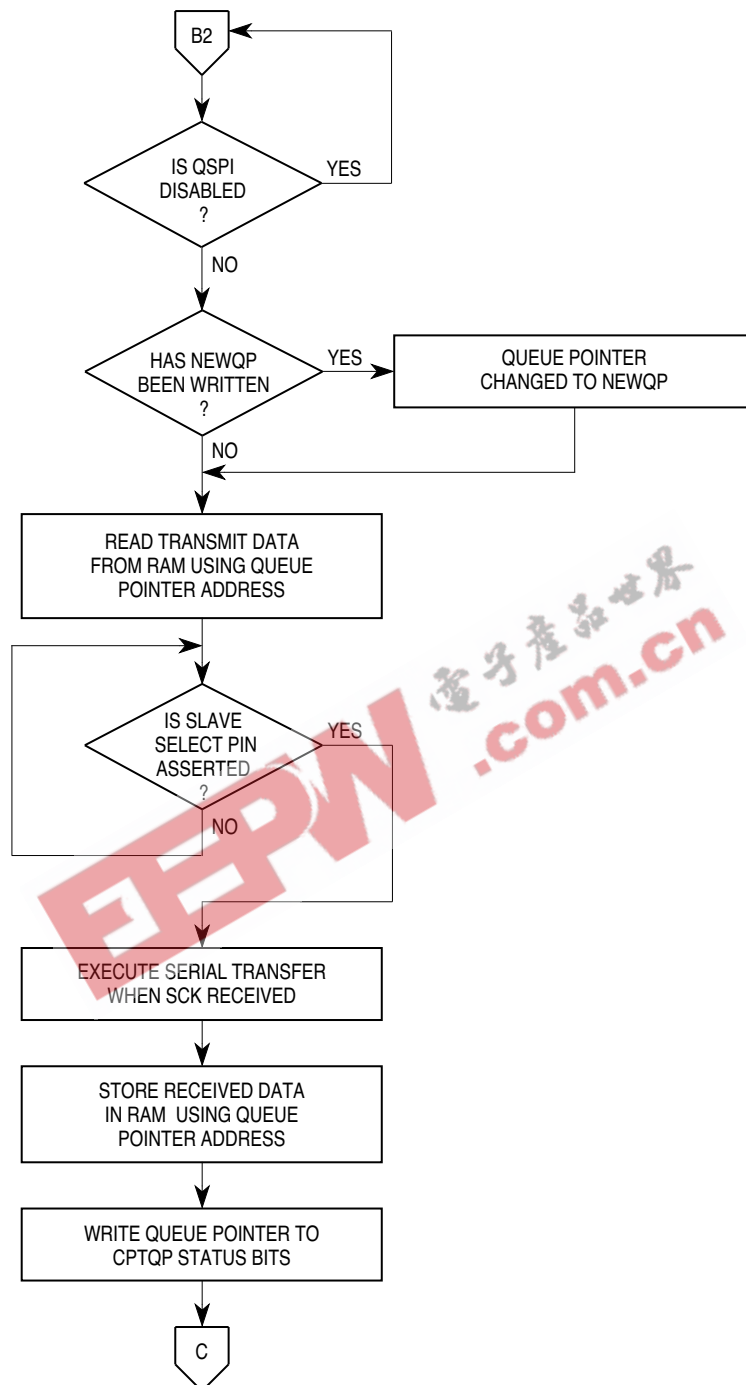 B2
IS QSPI
DISABLED
?
YES
NO
HAS NEWQP
BEEN WRITTEN
?
YES
QUEUE POINTER
CHANGED TO NEWQP
NO
READ TRANSMIT DATA
FROM RAM USING QUEUE
POINTER ADDRESS
IS SLAVE
SELECT PIN
ASSERTED
?
YES
NO
EXECUTE SERIAL TRANSFER
WHEN SCK RECEIVED
STORE RECEIVED DATA
IN RAM USING QUEUE
POINTER ADDRESS
WRITE QUEUE POINTER TO
CPTQP STATUS BITS
C
EEPW
電子產品世界
.com.cn